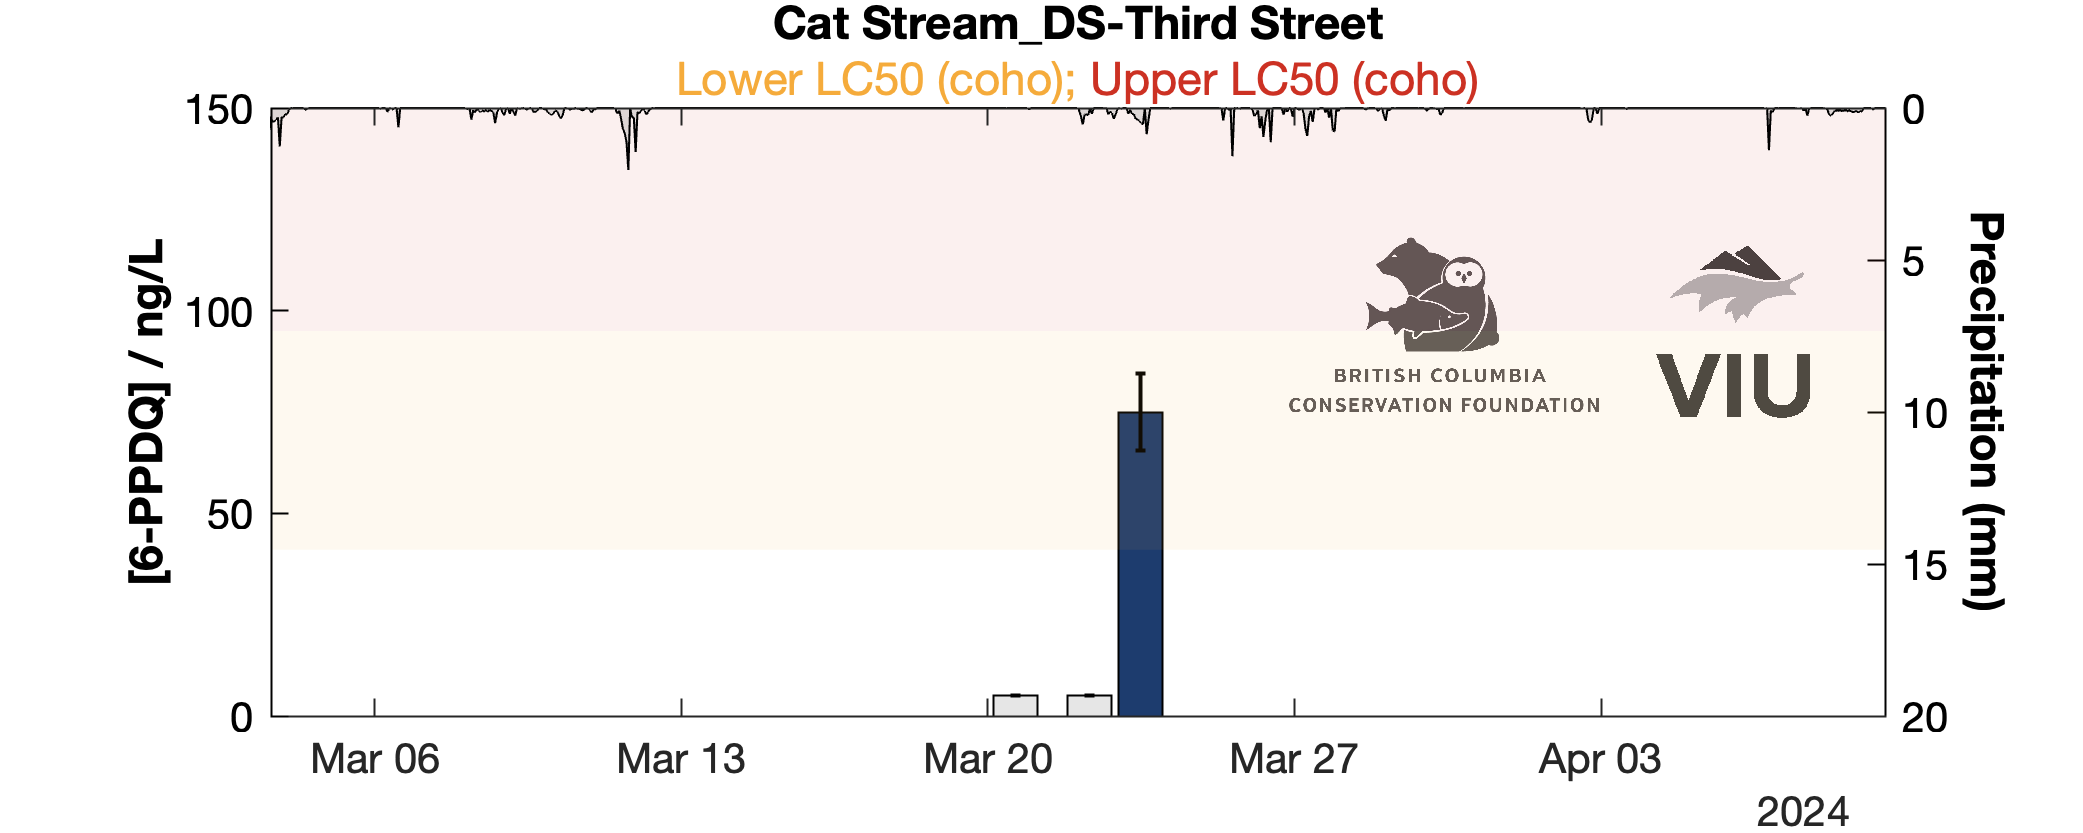 Cat Stream_DS-Third Street
Lower LC50 (coho); Upper LC50 (coho)
150
100
50
0
[6-PPDQ] / ng/L
0
5
10
15
20
Precipitation (mm)
BRITISH COLUMBIA
CONSERVATION FOUNDATION
VIU
Mar 06
Mar 13
Mar 20
Mar 27
Apr 03
2024